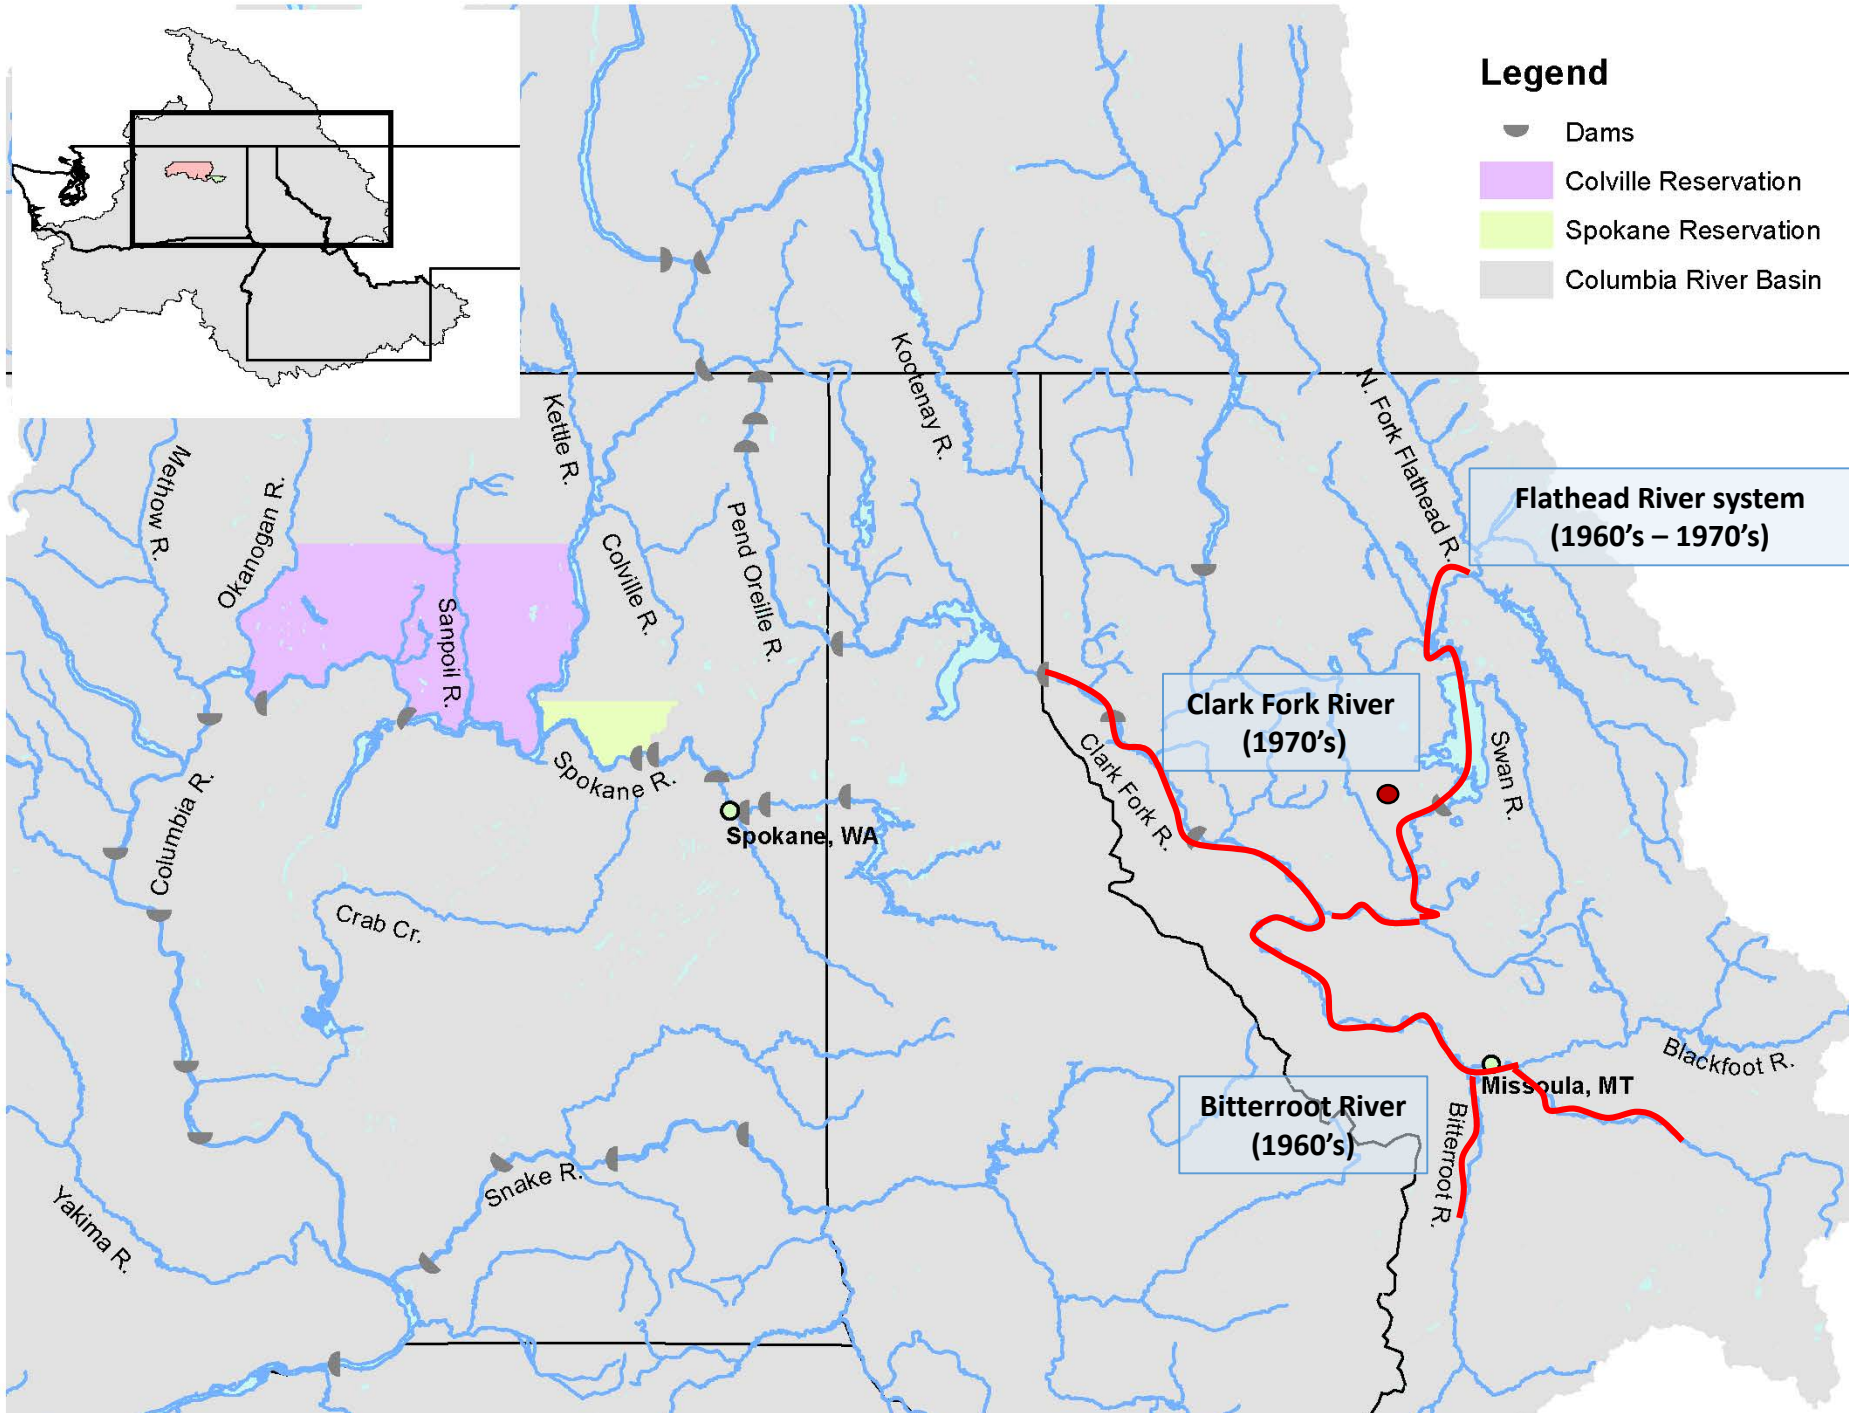 Legend
Dams
Colville Reservation
Spokane Reservation
Columbia River Basin
Kootenay R.
N. Fork Flathead R.
Kettle R.
Methow R.
Okanogan R.
Flathead River system
(1960's – 1970's)
Pend Oreille R.
Colville R.
Sanpoil R.
Clark Fork River
(1970's)
Swan R.
Clark Fork R.
Spokane R.
Columbia R.
Spokane, WA
Crab Cr.
Blackfoot R.
Missoula, MT
Bitterroot River
(1960's)
Bitterroot R.
Snake R.
Yakima R.